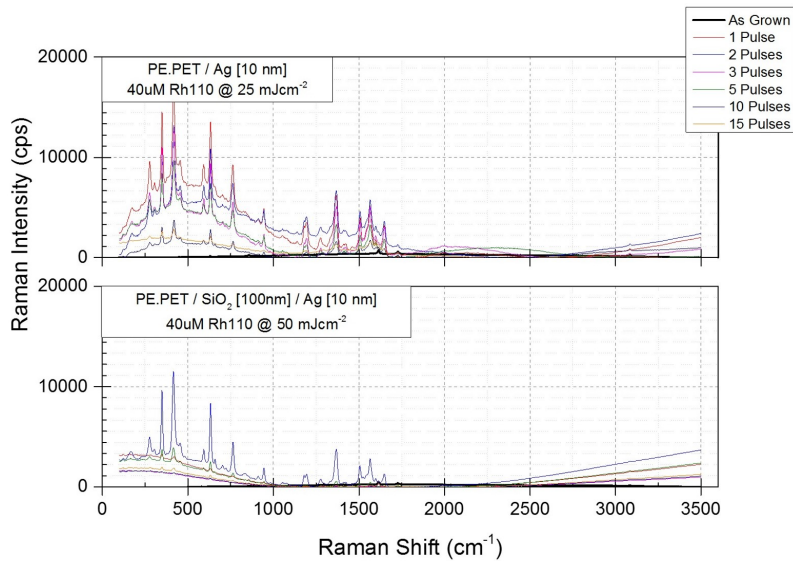 As Grown
1 Pulse
2 Pulses
3 Pulses
5 Pulses
10 Pulses
15 Pulses
20000
PE.PET / Ag [10 nm]
40uM Rh110 @ 25 mJcm-2
10000
0
20000
PE.PET / SiO2 [100nm] / Ag [10 nm]
40uM Rh110 @ 50 mJcm-2
10000
0
Raman Intensity (cps)
0 500 1000 1500 2000 2500 3000 3500
Raman Shift (cm-1)